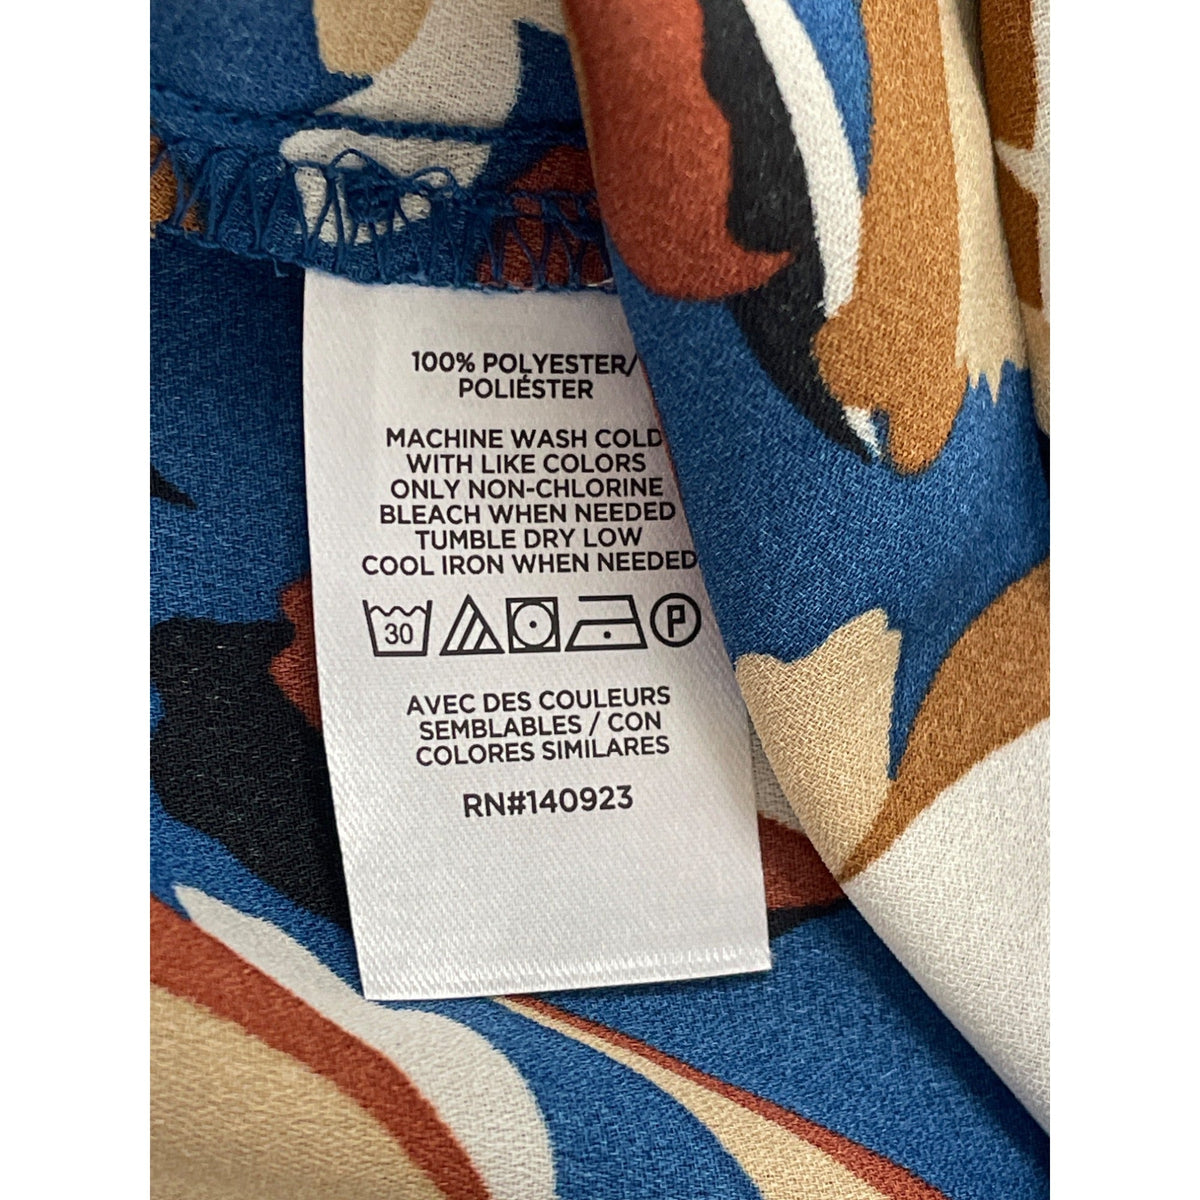 100% POLYESTER/
POLIÉSTER
MACHINE WASH COLD
WITH LIKE COLORS
ONLY NON-CHLORINE
BLEACH WHEN NEEDED
TUMBLE DRY LOW
COOL IRON WHEN NEEDED
30 P
AVEC DES COULEURS
SEMBLABLES / CON
COLORES SIMILARES
RN#140923